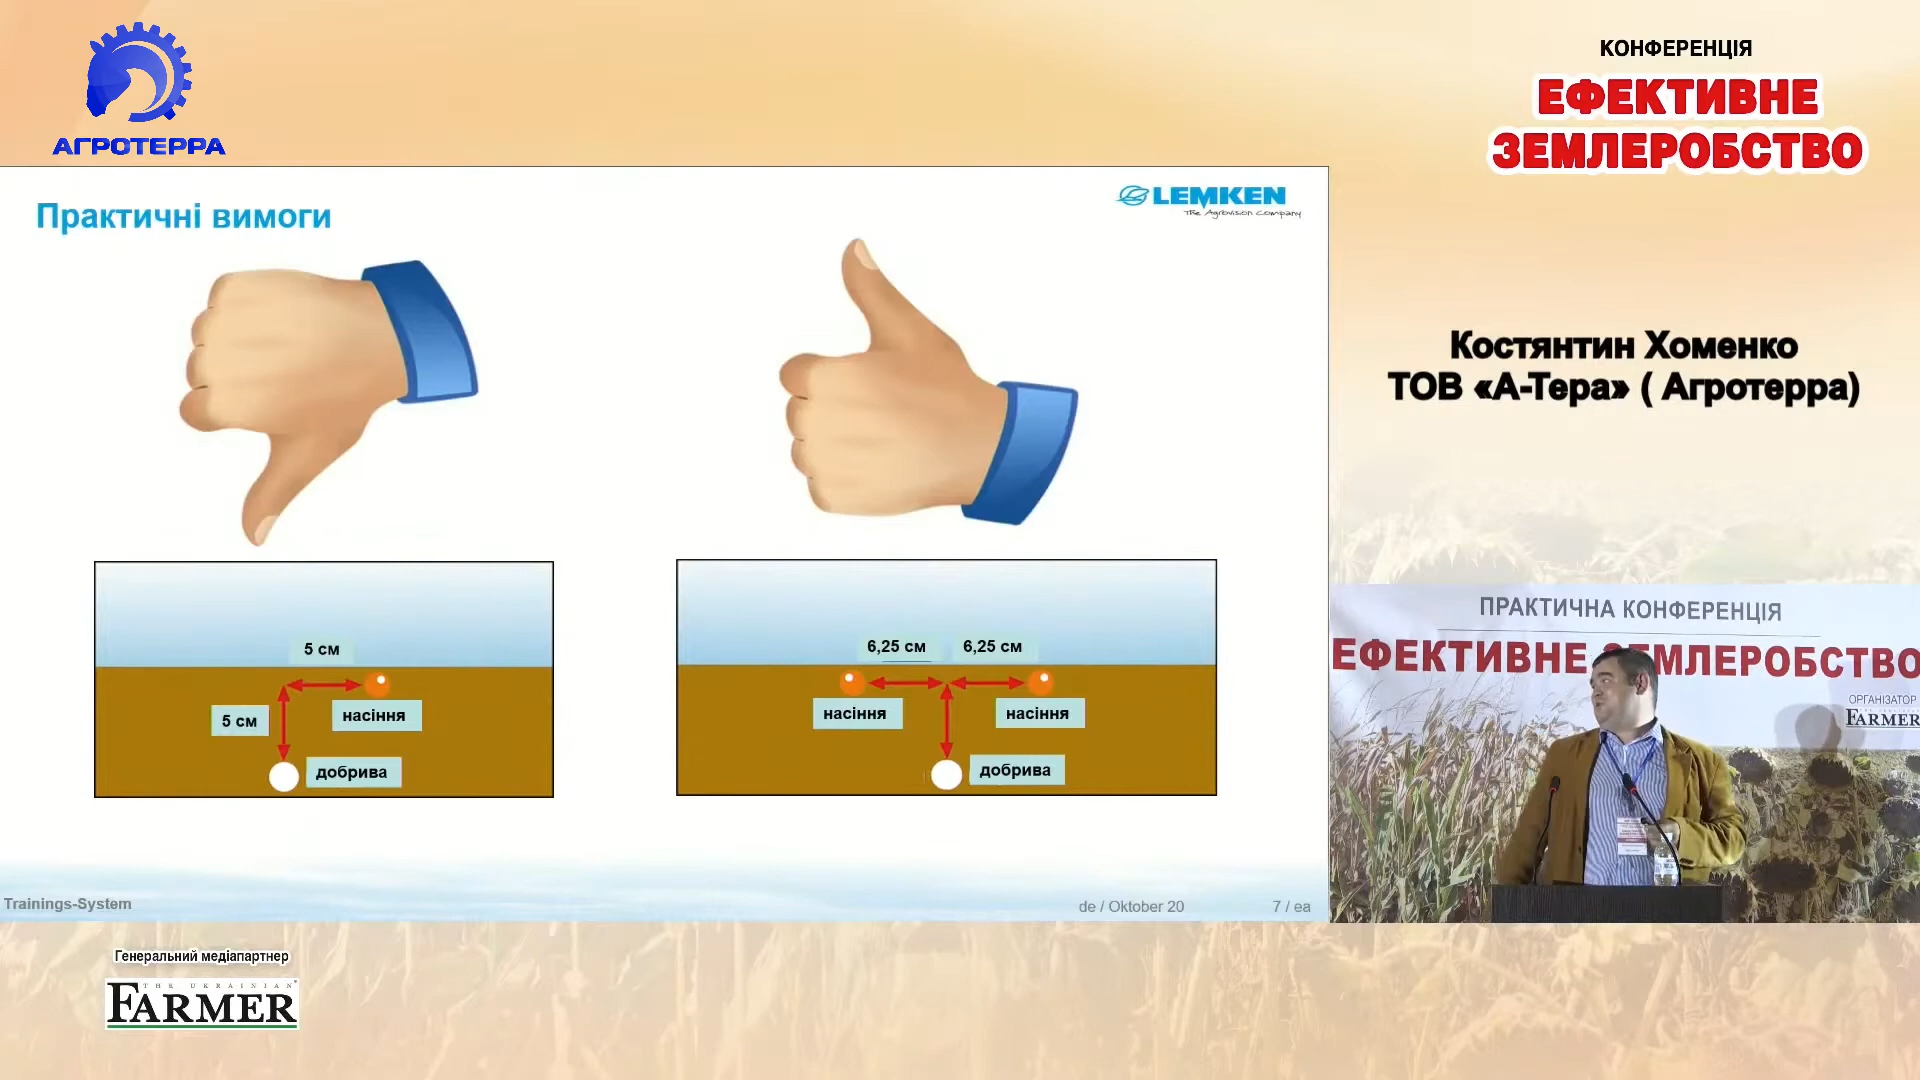 АГРОТЕРРА
КОНФЕРЕНЦІЯ
ЕФЕКТИВНЕ
ЗЕМЛЕРОБСТВО
Практичні вимоги
LEMKEN
The Agrovision Company
Костянтин Хоменко
ТОВ «А-Тера» ( Агротерра)
5 см
5 см
насіння
добрива
6,25 см 6,25 см
насіння насіння
добрива
ПРАКТИЧНА КОНФЕРЕНЦІЯ
ЕФЕКТИВНЕ ЗЕМЛЕРОБСТВО
ОРГАНІЗАТОР
FARMER
Trainings-System
de / Oktober 20
7 / ea
Генеральний медіапартнер
THE UKRAINIAN
FARMER